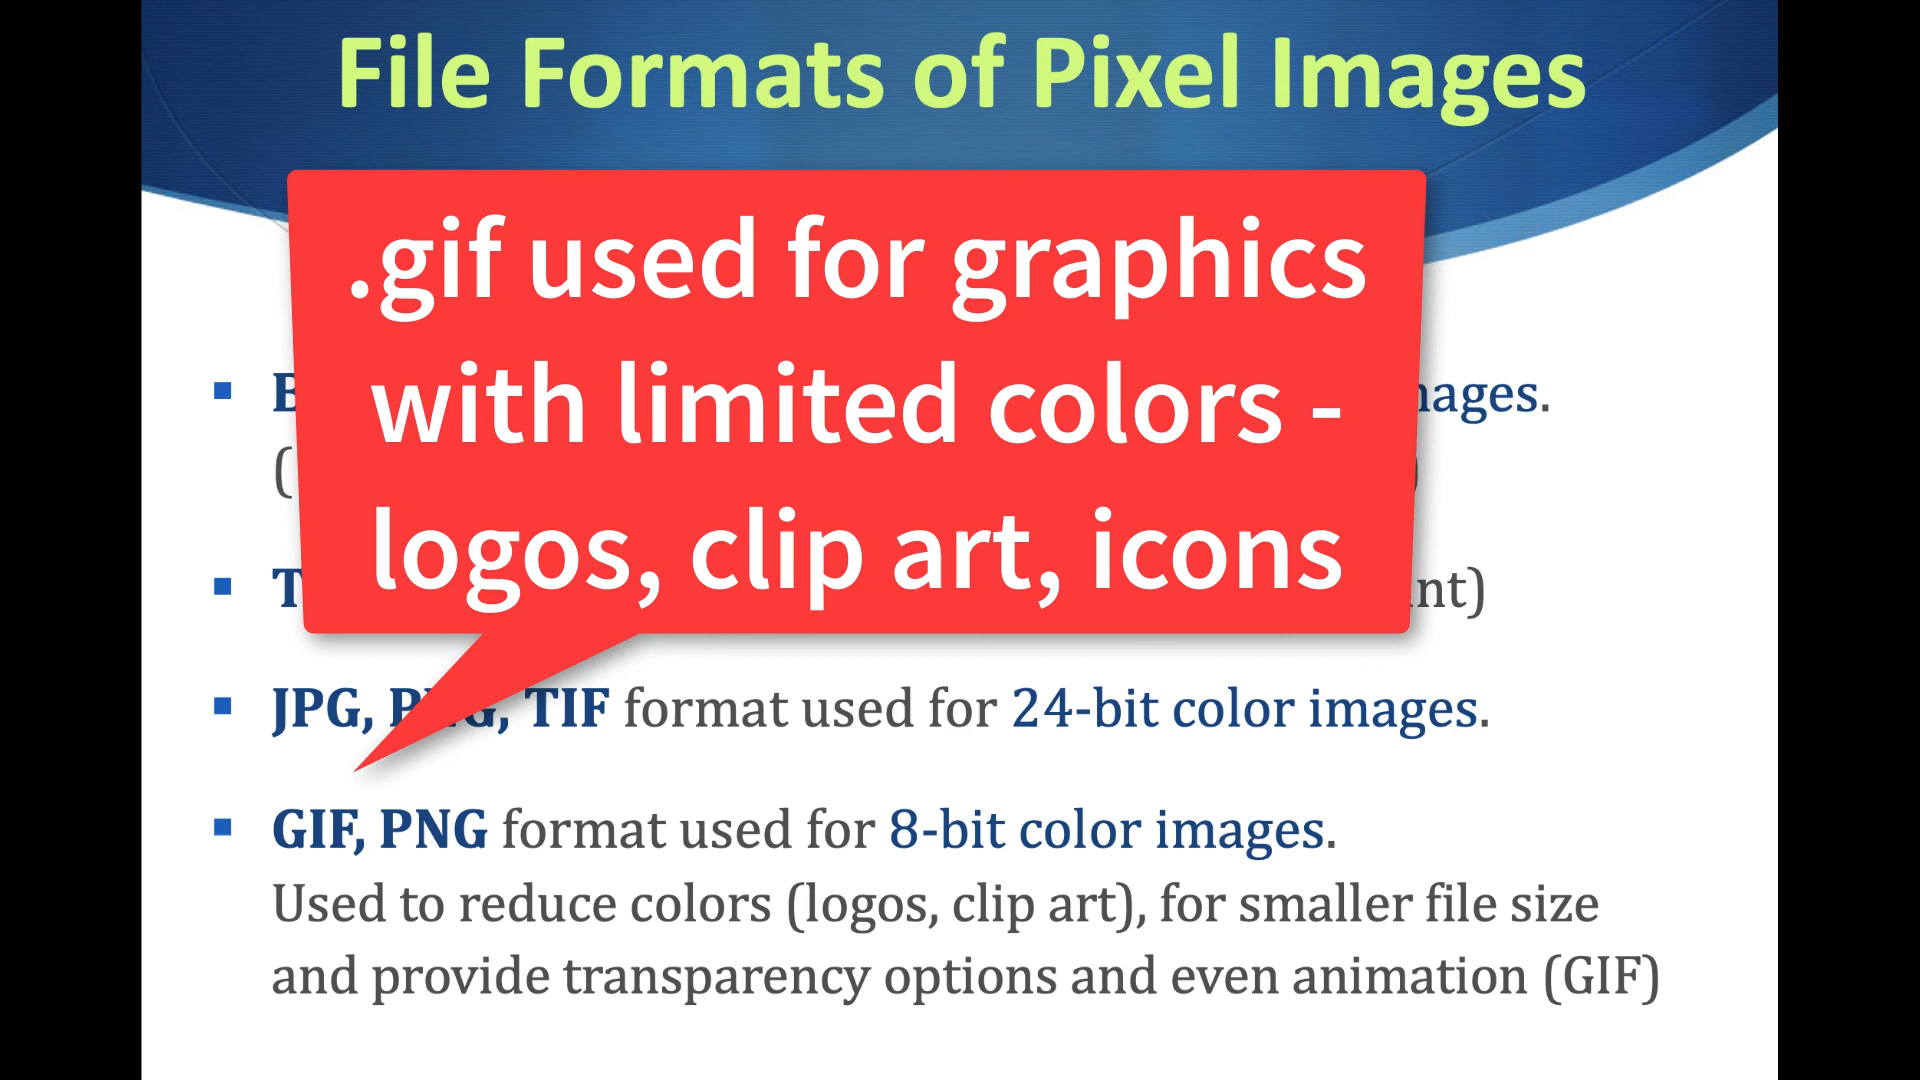 File Formats of Pixel Images
.gif used for graphics
with limited colors -
logos, clip art, icons
JPG, PNG, TIF format used for 24-bit color images.
GIF, PNG format used for 8-bit color images.
Used to reduce colors (logos, clip art), for smaller file size
and provide transparency options and even animation (GIF)